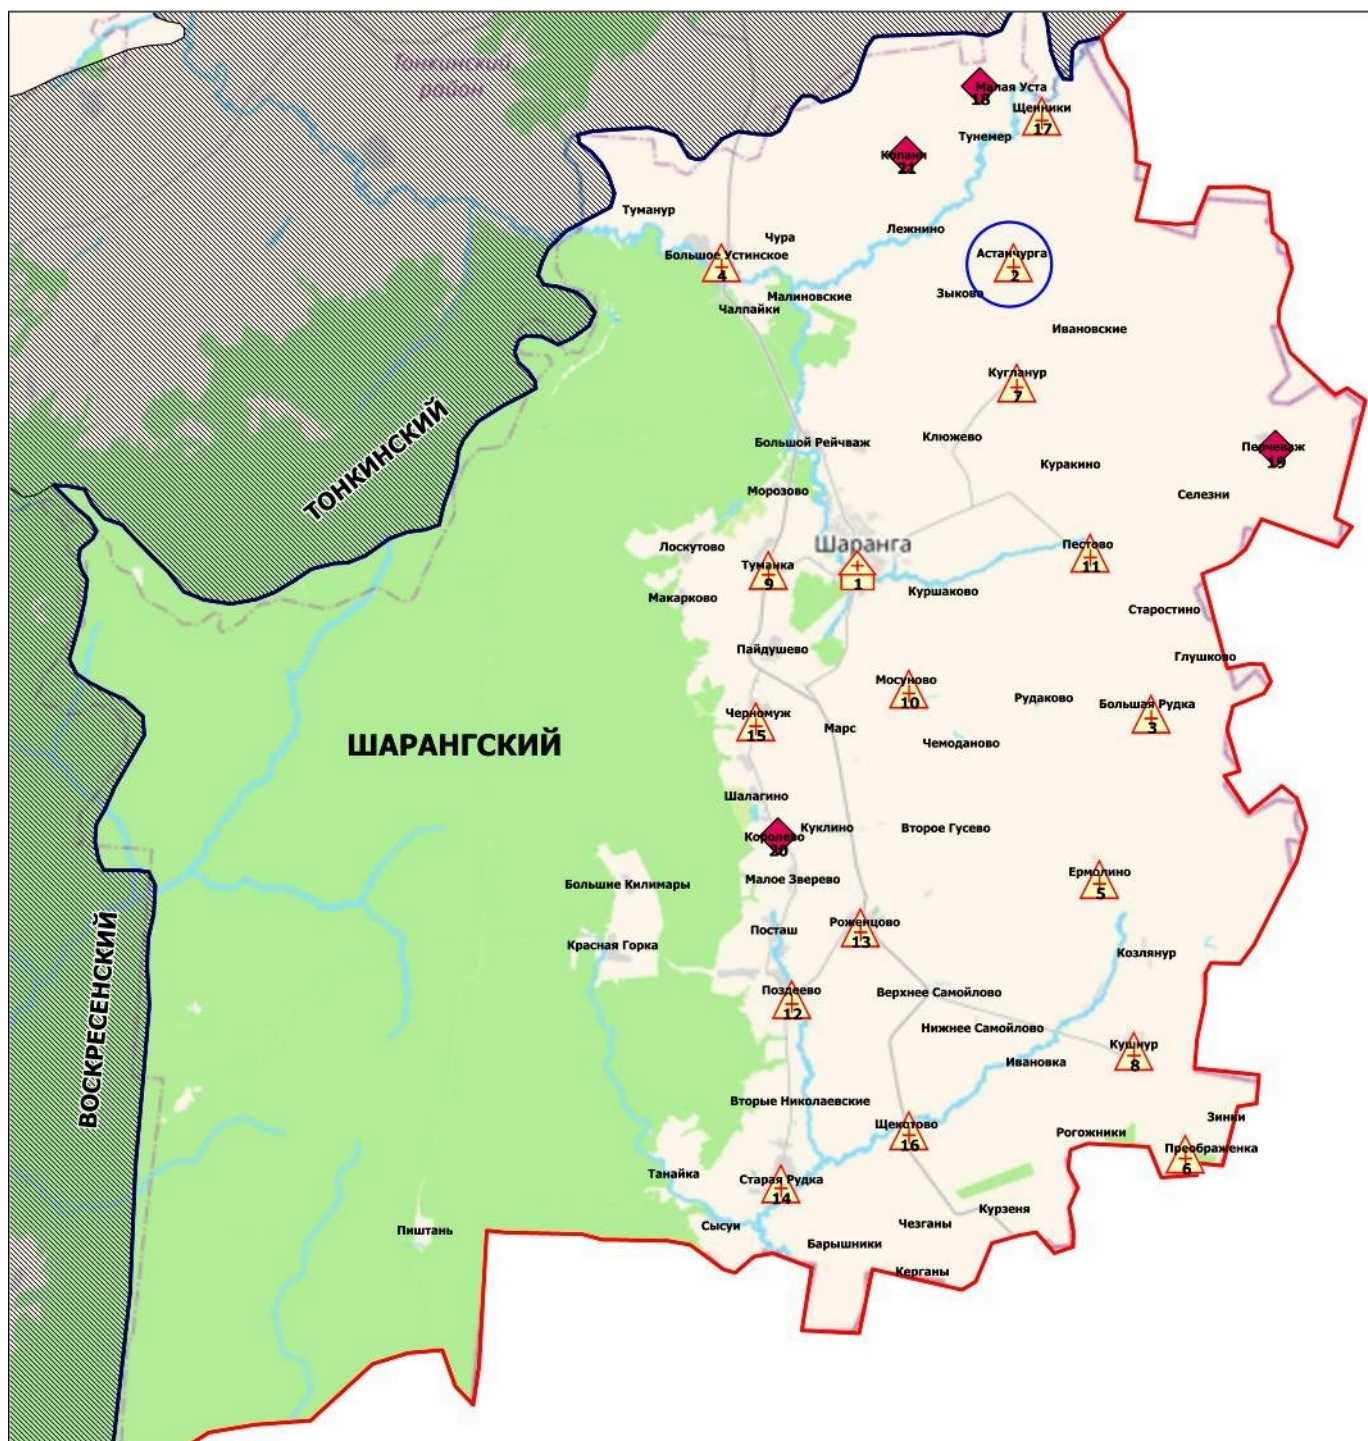 Тонкинский
район
Малая Уста
18
Щенники
17
Тунемер
Копани
21
Туманур
Лежнино
Чура
Большое Устинское
4
Астанчурга
2
Малиновские
Зыкова
Чалпайки
Ивановские
Кугланур
7
Большой Рейчваж
Клюжево
Перчеваж
19
Куракино
ТОНКИНСКИЙ
Морозово
Селезни
Лоскутово
Шаранга
1
Пестово
11
Туманка
9
Макарково
Куршаково
Старостино
Пайдушево
Глушково
Мосуново
10
Рудаково
Большая Рудка
3
Черномуж
15
Марс
Чемоданово
ШАРАНГСКИЙ
Шалагино
Королево
20
Куклино
Второе Гусево
Малое Зверево
Ермолино
5
Большие Килимары
Роженцово
13
Посташ
Красная Горка
Козлянур
ВОСКРЕСЕНСКИЙ
Поздеево
12
Верхнее Самойлово
Нижнее Самойлово
Кушнур
8
Ивановка
Вторые Николаевские
Зинки
Щекотово
16
Рогожники
Преображенка
6
Танайка
Старая Рудка
14
Курзеня
Пиштань
Сысуи
Чезганы
Барышники
Керганы